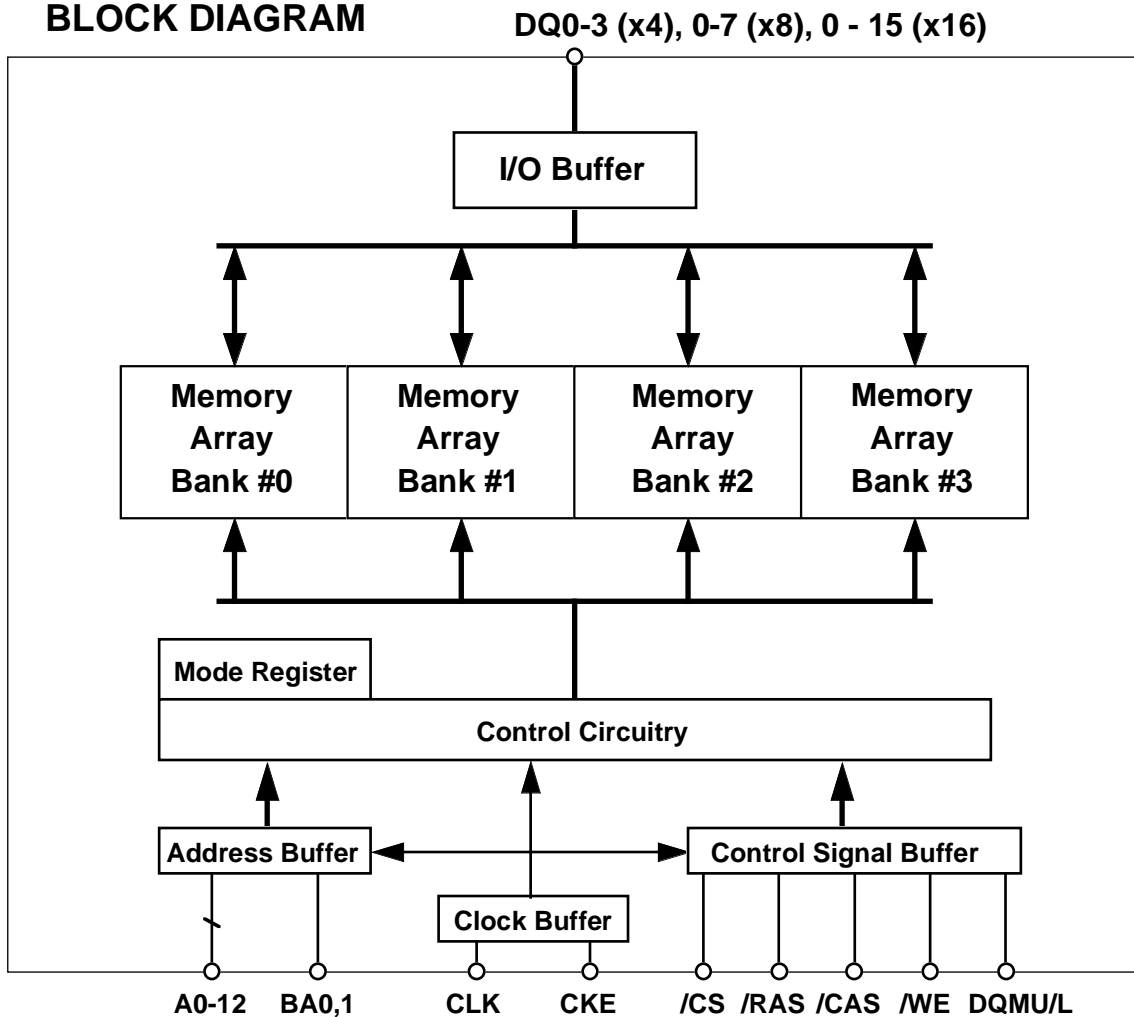 BLOCK DIAGRAM
DQ0-3 (x4), 0-7 (x8), 0 - 15 (x16)
I/O Buffer
Memory
Array
Bank #0
Memory
Array
Bank #1
Memory
Array
Bank #2
Memory
Array
Bank #3
Mode Register
Control Circuitry
Address Buffer
Control Signal Buffer
Clock Buffer
A0-12
BA0,1
CLK
CKE
/CS
/RAS
/CAS
/WE
DQMU/L